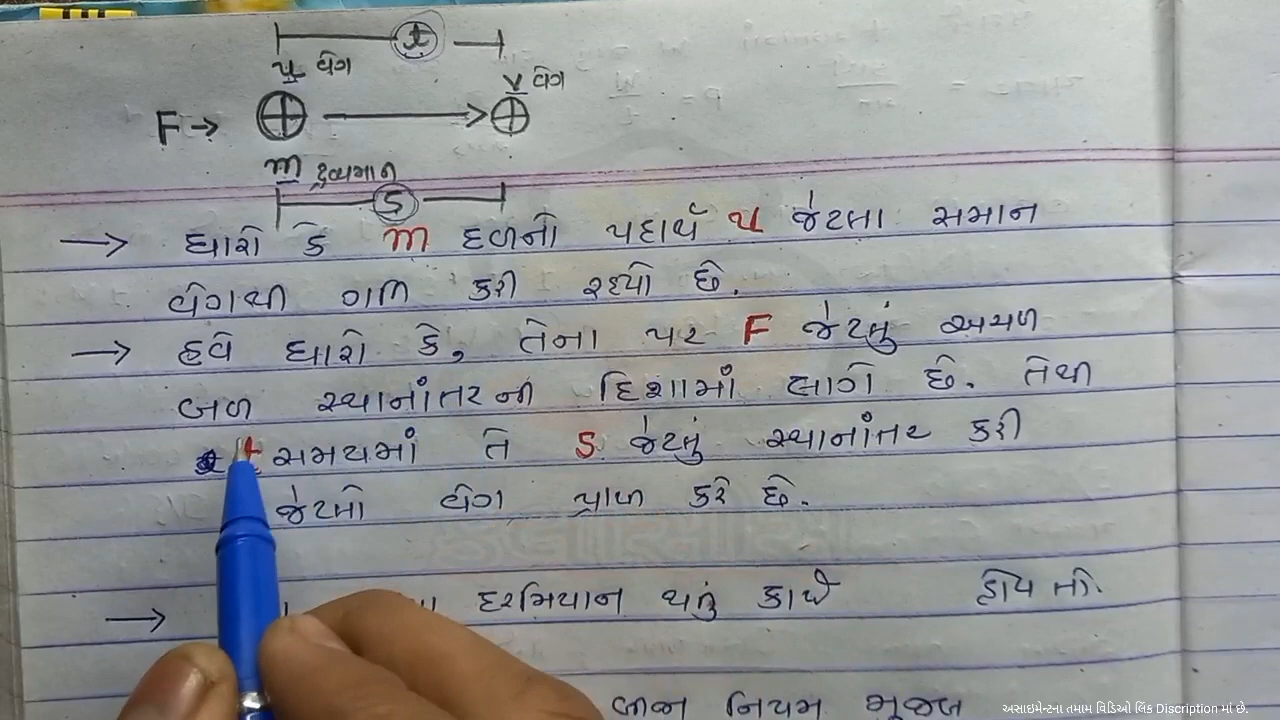 t
u વેગ
v વેગ
F →
m દ્રવ્યમાન
S
→ ધારો કે m દળનો પદાર્થ u જેટલા સમાન
વેગથી ગતિ કરી રહ્યો છે.
→ હવે ધારો કે, તેના પર F જેટલું અચળ
બળ સ્થાનાંતરની દિશામાં લાગે છે. તેથી
t સમયમાં તે S જેટલું સ્થાનાંતર કરી
જેટલો વેગ પ્રાપ્ત કરે છે.
→ દરમિયાન થતું કાર્ય હોય તો.
બીજા નિયમ મુજબ
અસાઇમેન્ટના તમામ વિડિઓ લિંક Discription માં છે.